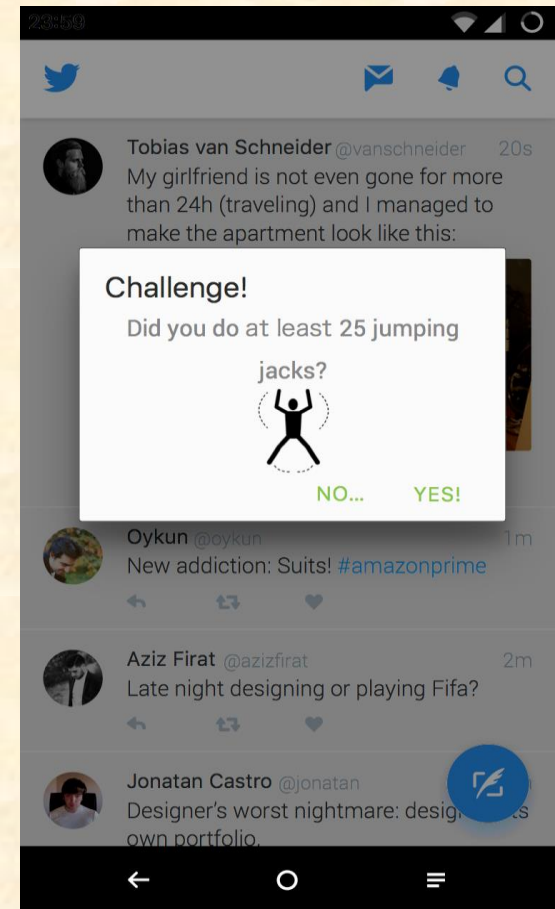 23:59
Tobias van Schneider @vanschneider 20s
My girlfriend is not even gone for more
than 24h (traveling) and I managed to
make the apartment look like this:
Challenge!
Did you do at least 25 jumping
jacks?
NO... YES!
Oykun @oykun 1m
New addiction: Suits! #amazonprime
Aziz Firat @azizfirat 2m
Late night designing or playing Fifa?
Jonatan Castro @jonatan
Designer's worst nightmare: desig
own portfolio.